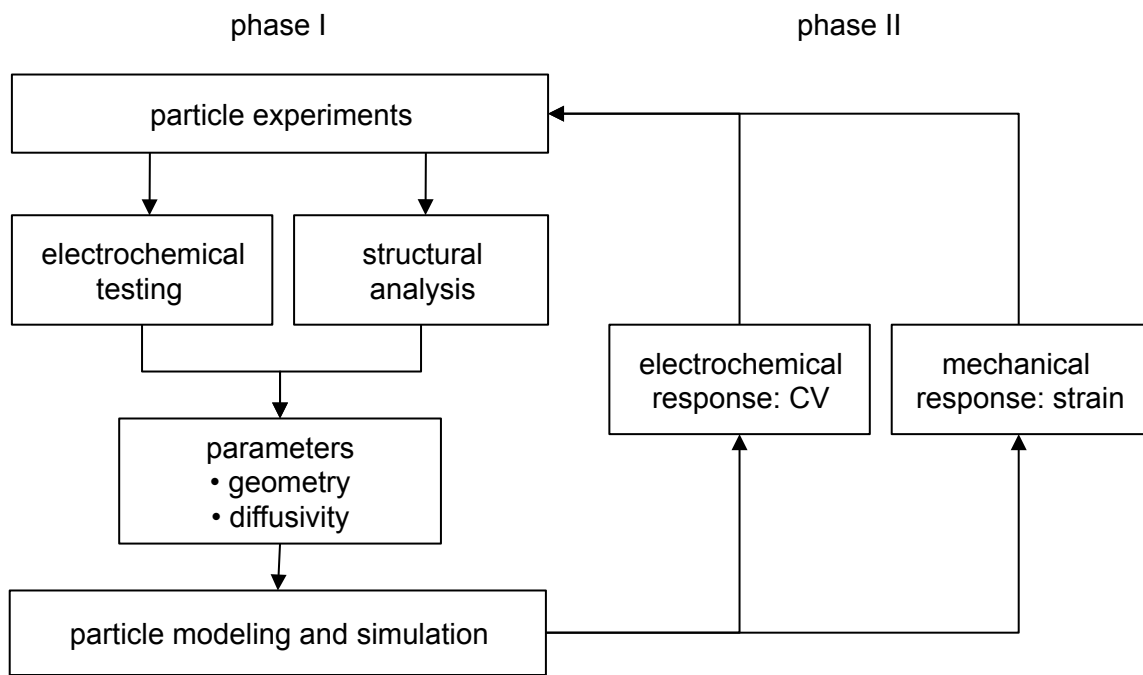 phase I
phase II
particle experiments
electrochemical
testing
structural
analysis
electrochemical
response: CV
mechanical
response: strain
parameters
• geometry
• diffusivity
particle modeling and simulation